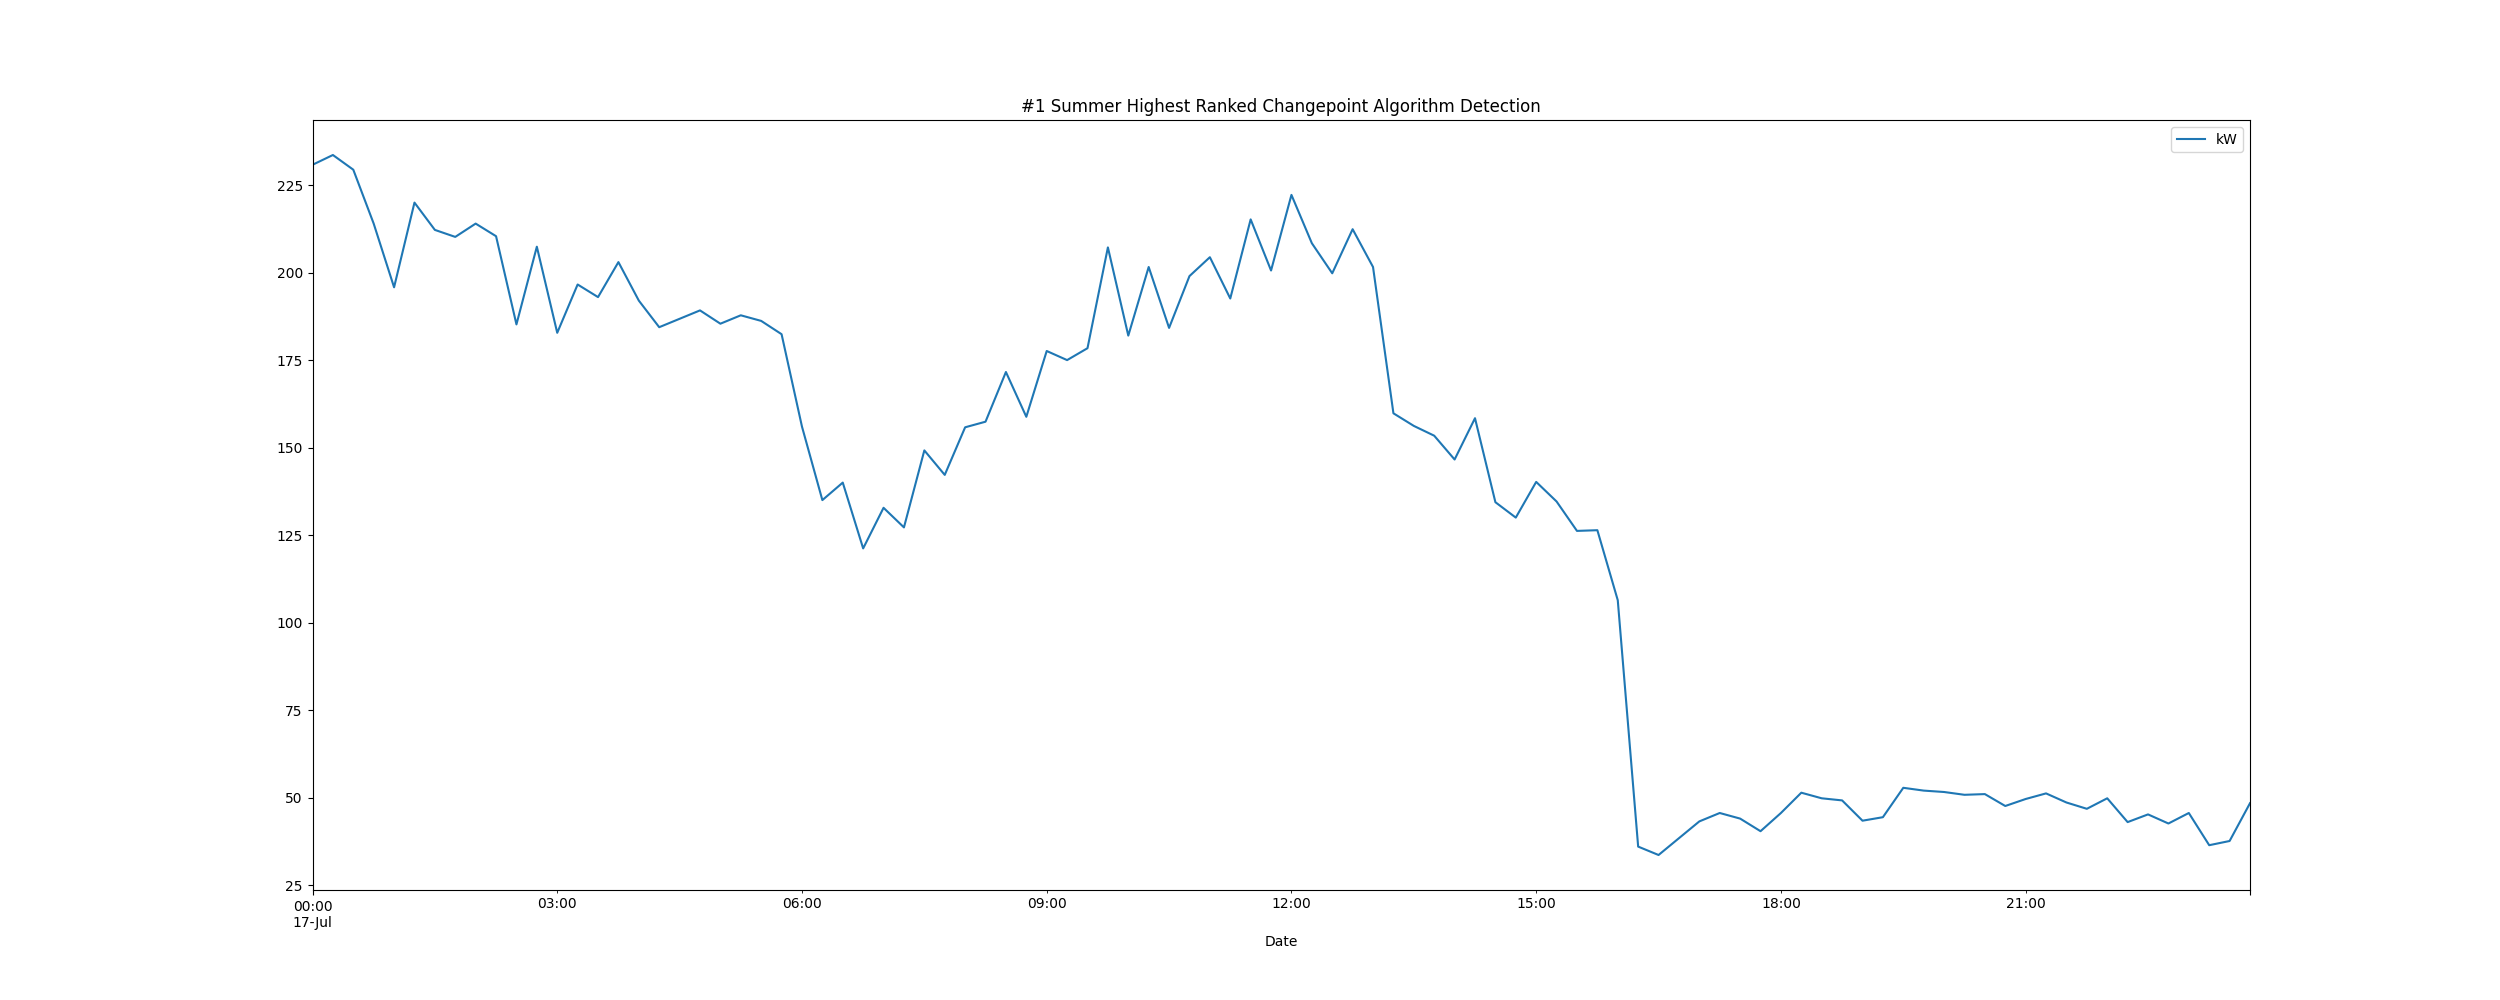 #1 Summer Highest Ranked Changepoint Algorithm Detection
kW
225
200
175
150
125
100
75
50
25
00:00 03:00 06:00 09:00 12:00 15:00 18:00 21:00
17-Jul
Date